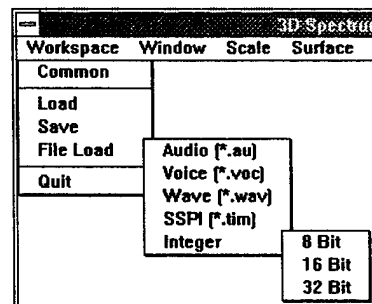 3D Spectru
Workspace Window Scale Surface
Common
Load
Save
File Load
Quit
Audio (*.au)
Voice (*.voc)
Wave (*.wav)
SSPI (*.tim)
Integer
8 Bit
16 Bit
32 Bit